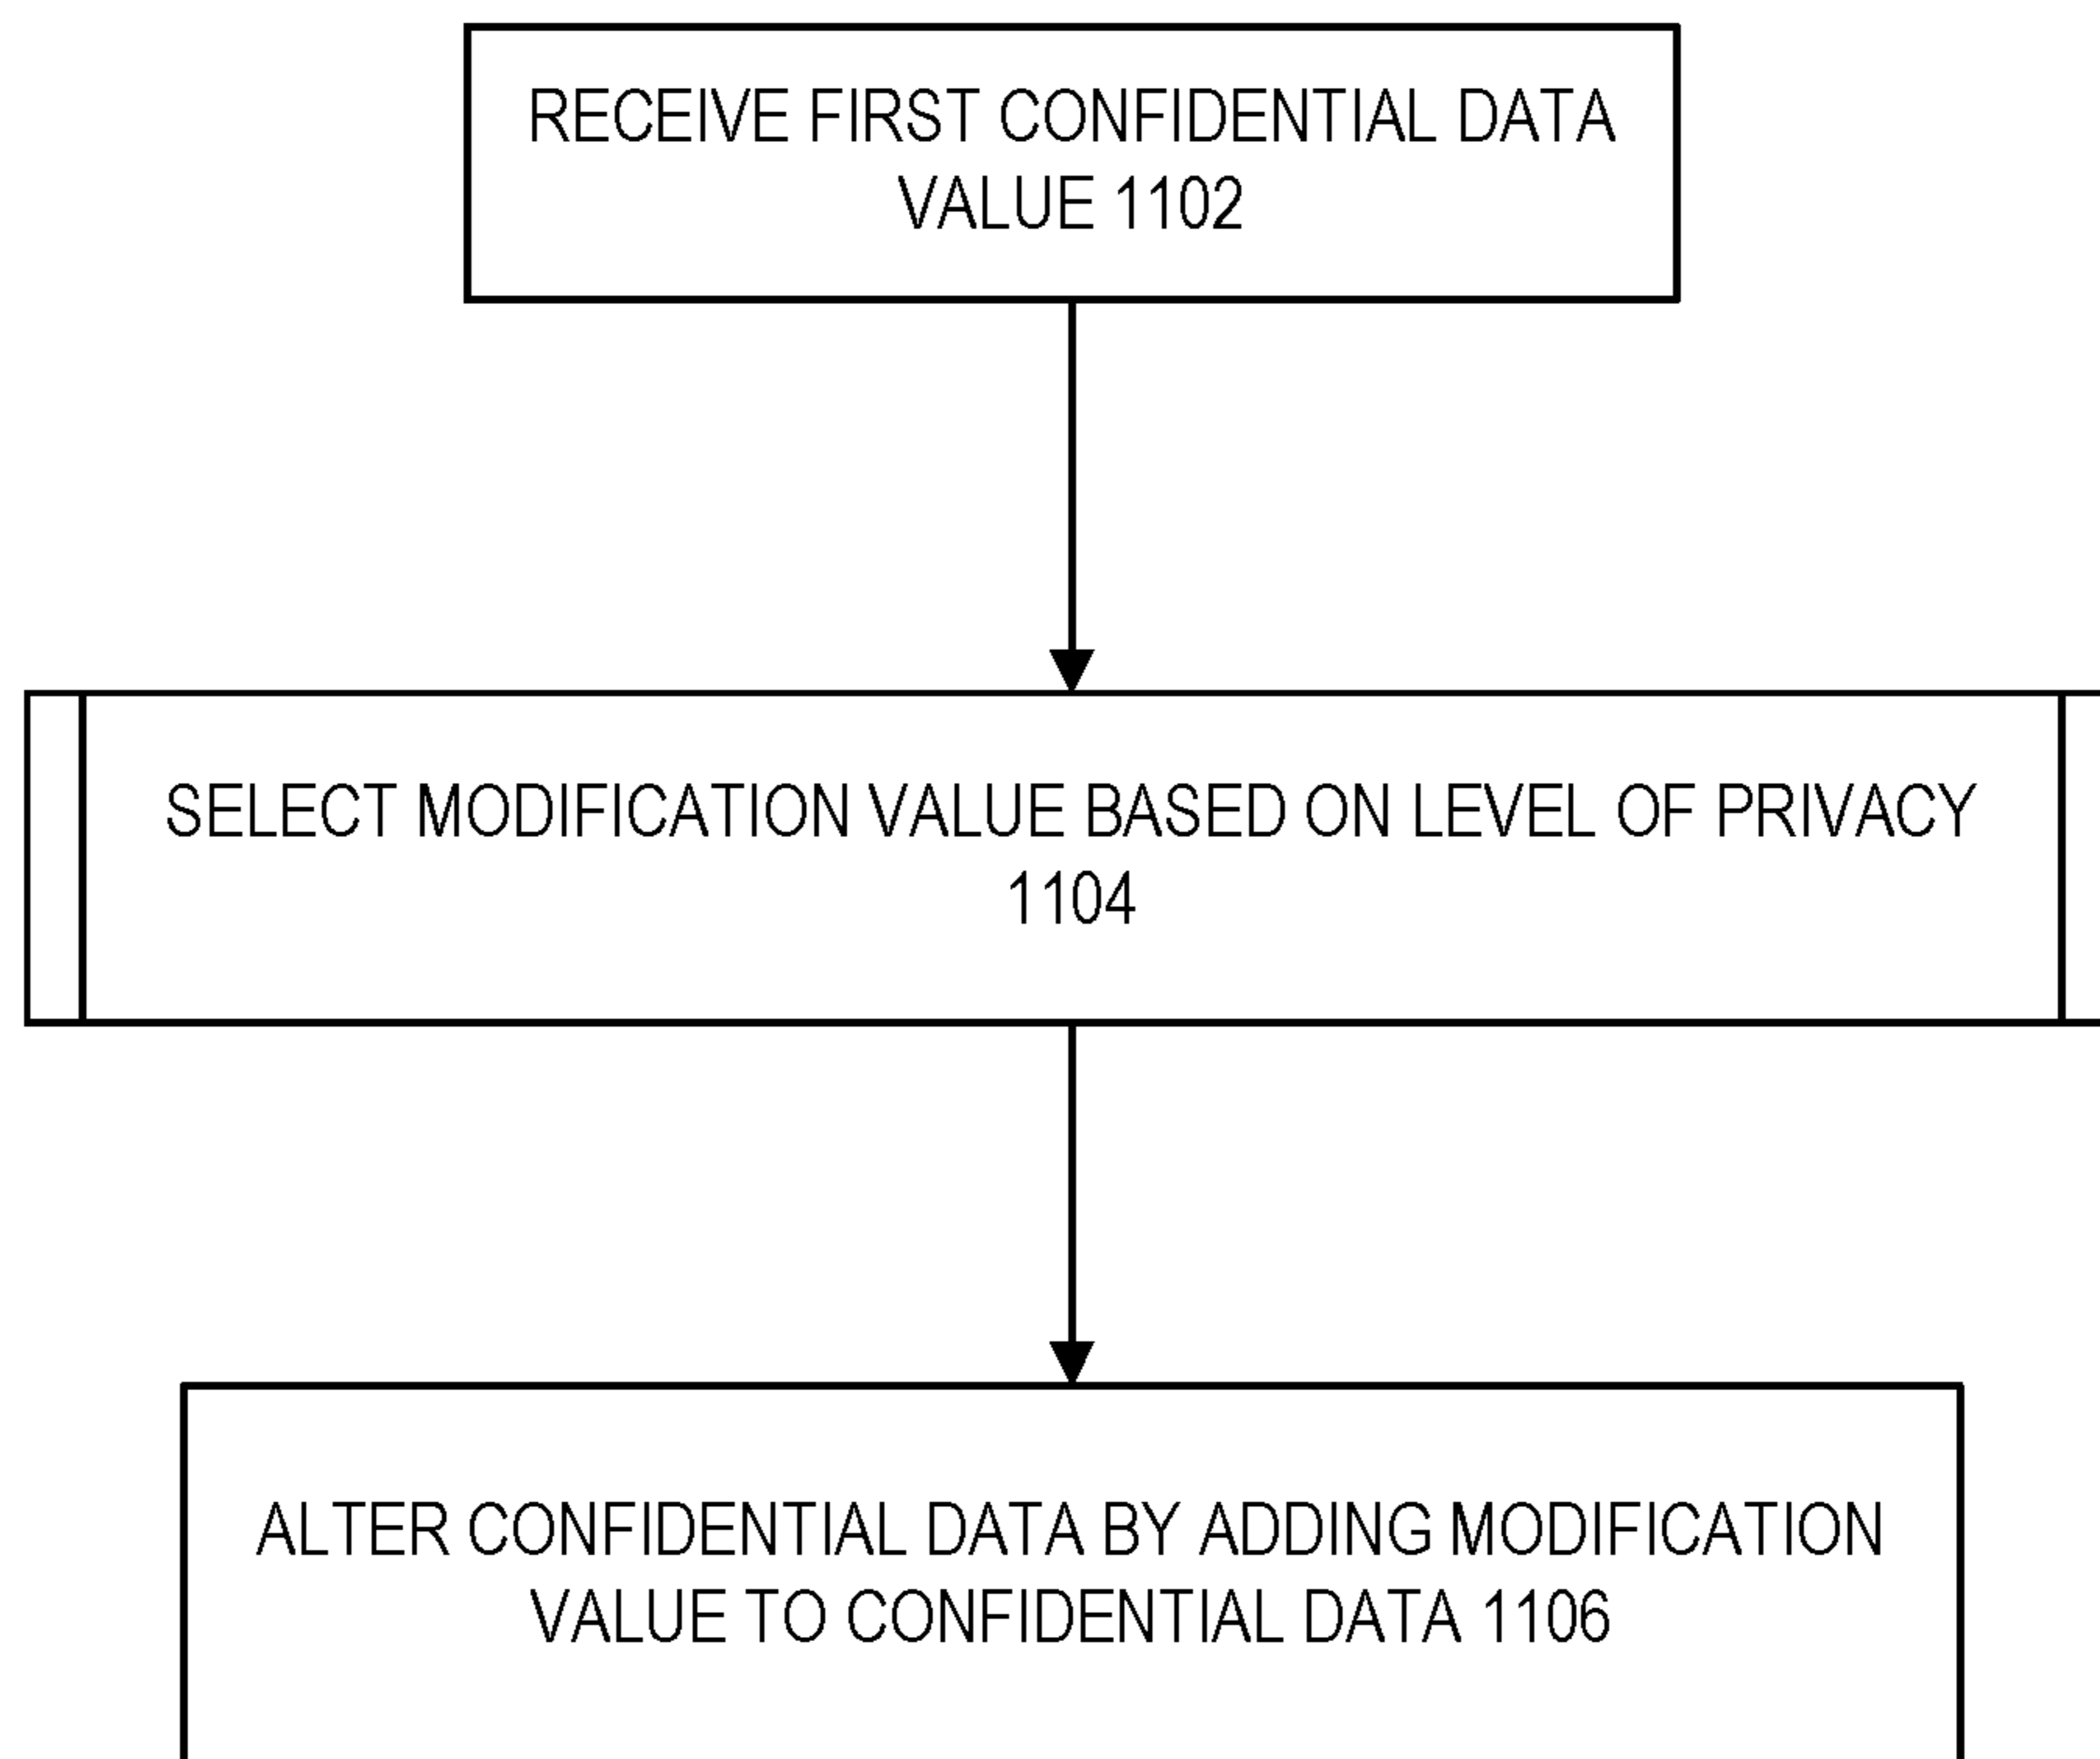 RECEIVE FIRST CONFIDENTIAL DATA
VALUE 1102
SELECT MODIFICATION VALUE BASED ON LEVEL OF PRIVACY
1104
ALTER CONFIDENTIAL DATA BY ADDING MODIFICATION
VALUE TO CONFIDENTIAL DATA 1106